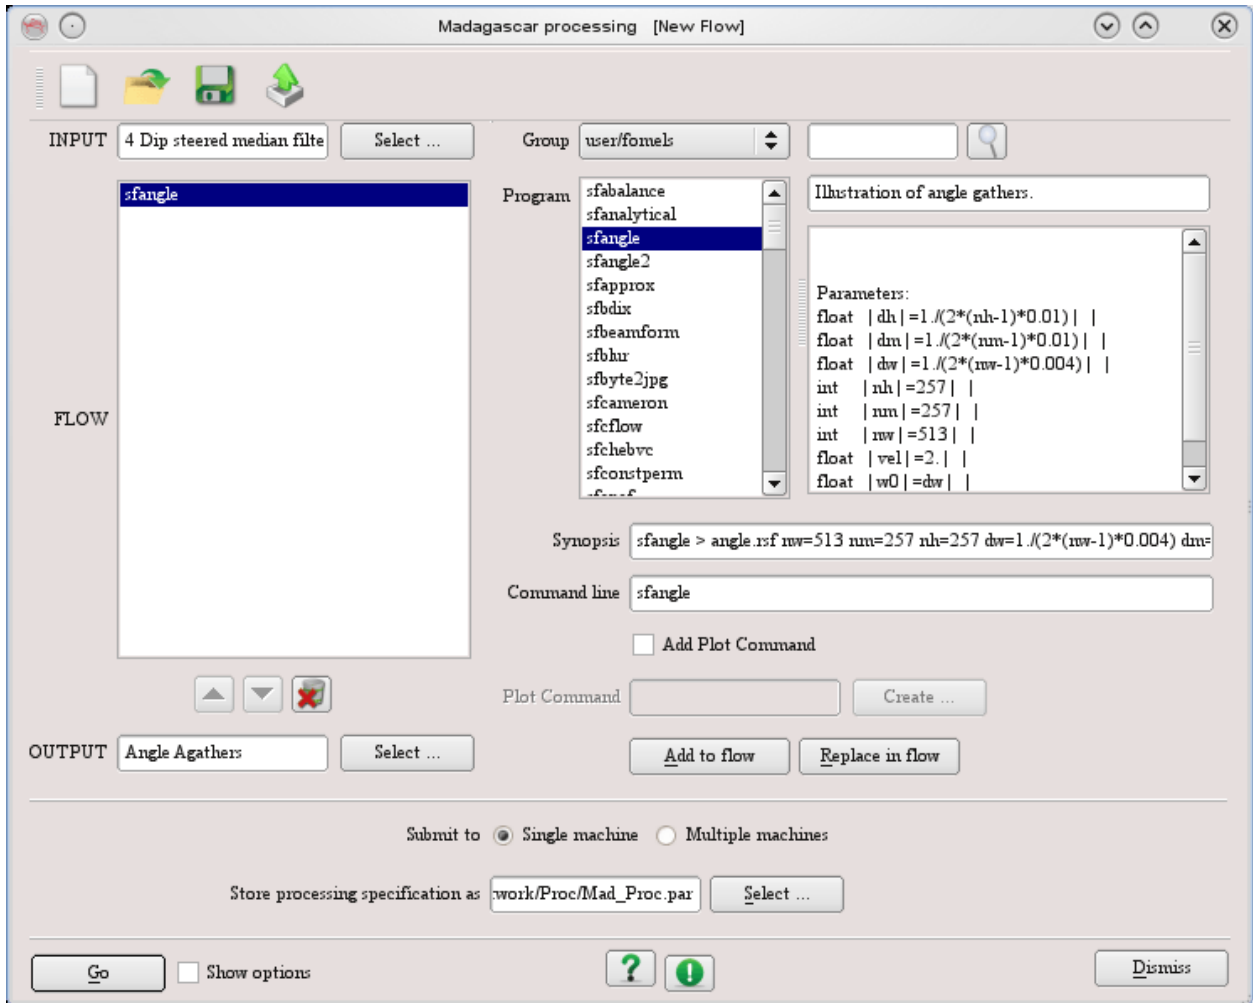 Madagascar processing [New Flow]
INPUT
4 Dip steered median filte
Select ...
Group
user/fomels
sfangle
FLOW
Program
sfabalance
sfanalytical
sfangle
sfangle2
sfapprox
sfbdix
sfbeamform
sfblur
sfbyte2jpg
sfcameron
sfcflow
sfchebvc
sfconstperm
Illustration of angle gathers.
Parameters:
float |dh|=1./(2*(nh-1)*0.01)| |
float |dm|=1./(2*(nm-1)*0.01)| |
float |dw|=1./(2*(nw-1)*0.004)| |
int |nh|=257| |
int |nm|=257| |
int |nw|=513| |
float |vel|=2.| |
float |w0|=dw| |
Synopsis
sfangle > angle.rsf nw=513 nm=257 nh=257 dw=1./(2*(nw-1)*0.004) dm=
Command line
sfangle
Add Plot Command
Plot Command
Create ...
OUTPUT
Angle Agathers
Select ...
Add to flow
Replace in flow
Submit to
Single machine
Multiple machines
Store processing specification as
work/Proc/Mad_Proc.par
Select ...
Go
Show options
Dismiss